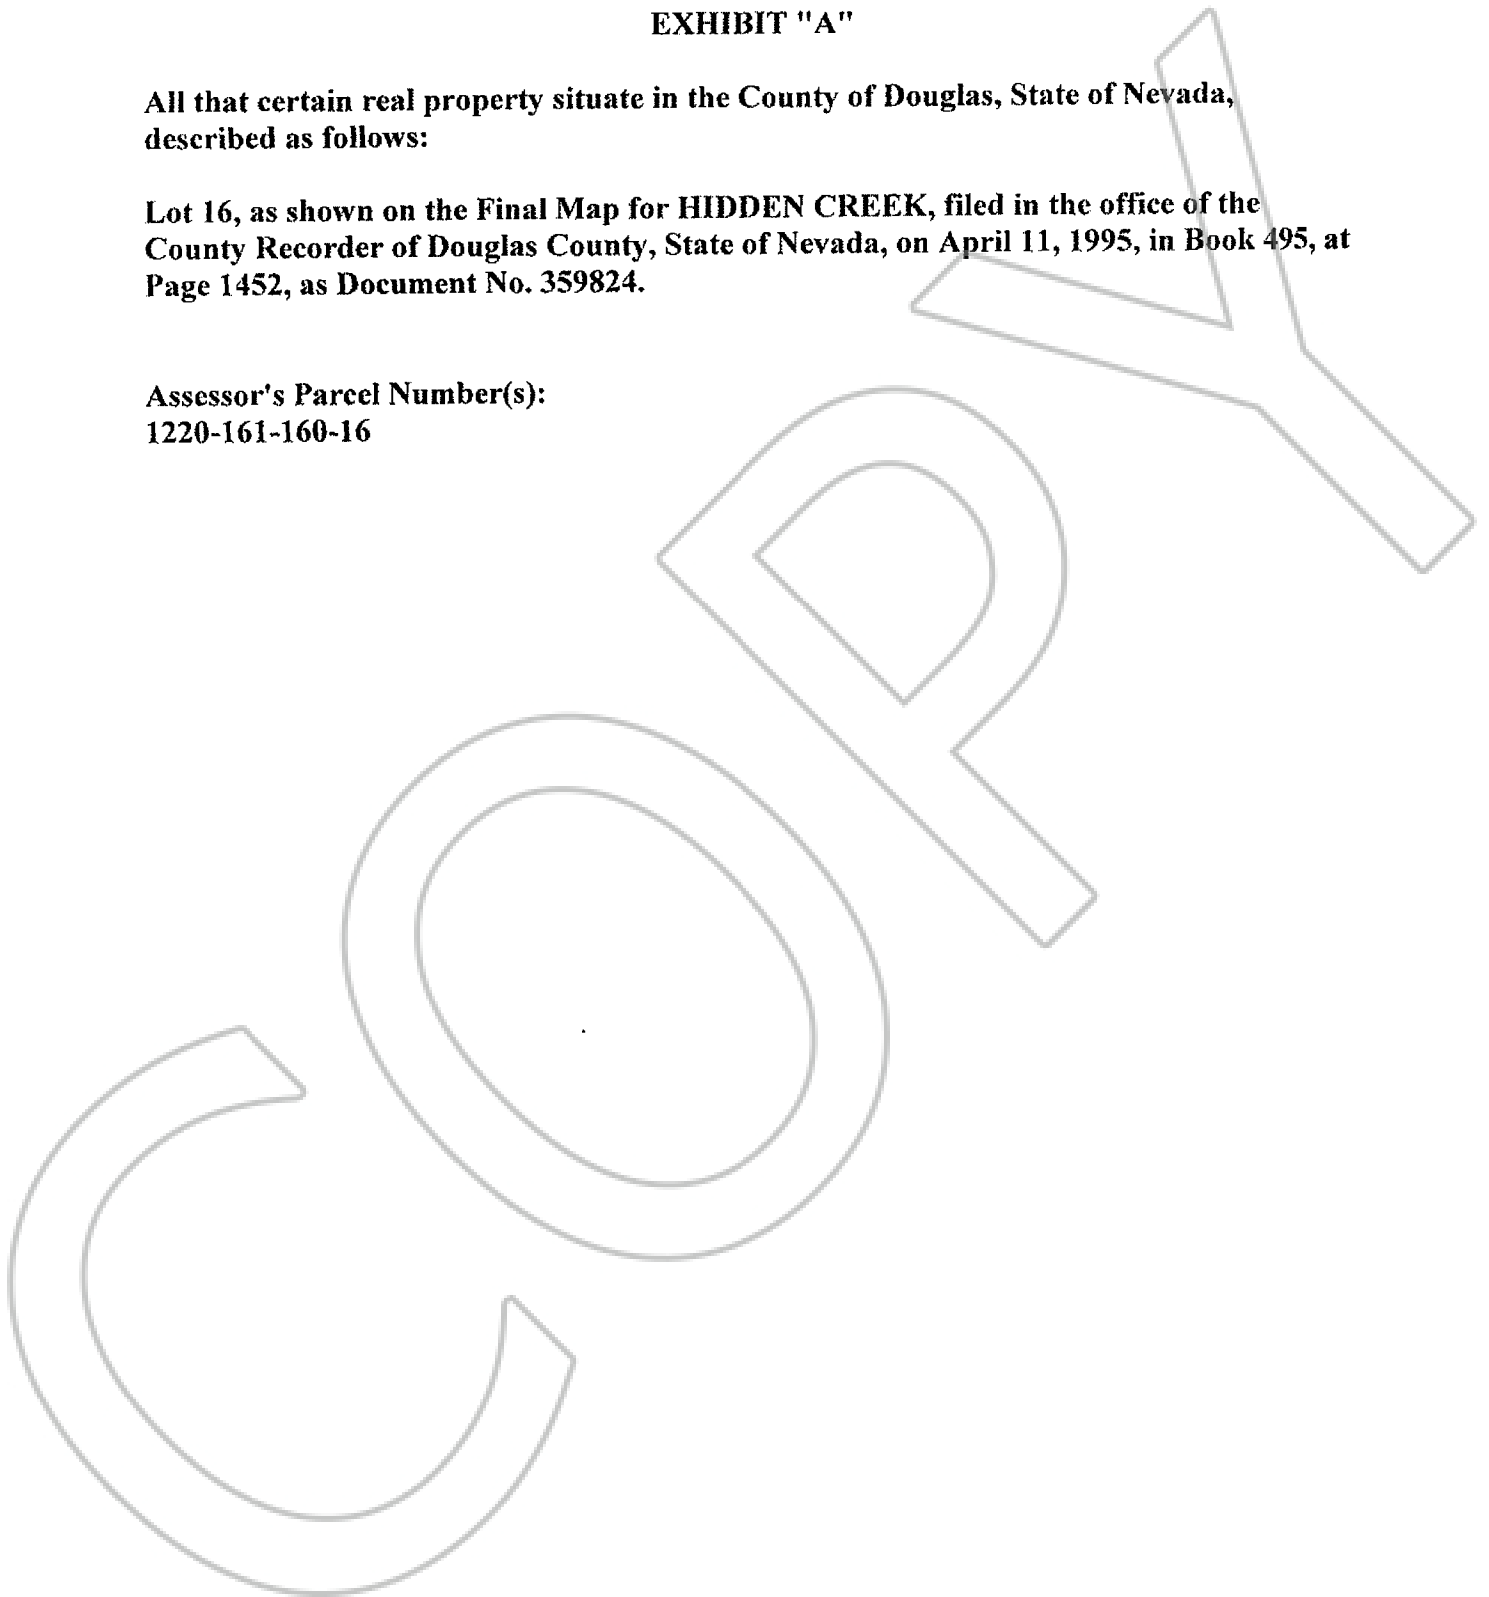 EXHIBIT "A"
All that certain real property situate in the County of Douglas, State of Nevada,
described as follows:
Lot 16, as shown on the Final Map for HIDDEN CREEK, filed in the office of the
County Recorder of Douglas County, State of Nevada, on April 11, 1995, in Book 495, at
Page 1452, as Document No. 359824.
Assessor's Parcel Number(s):
1220-161-160-16
COPY